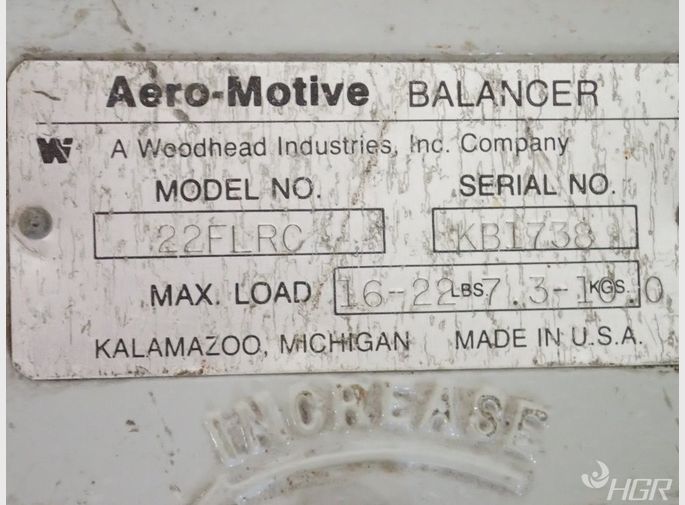 Aero-Motive BALANCER
A Woodhead Industries, Inc. Company
MODEL NO. SERIAL NO.
22FLRC KB1738
MAX. LOAD 16-22 LBS. 7.3-10.0 KGS.
KALAMAZOO, MICHIGAN MADE IN U.S.A.
INCREASE
HGR